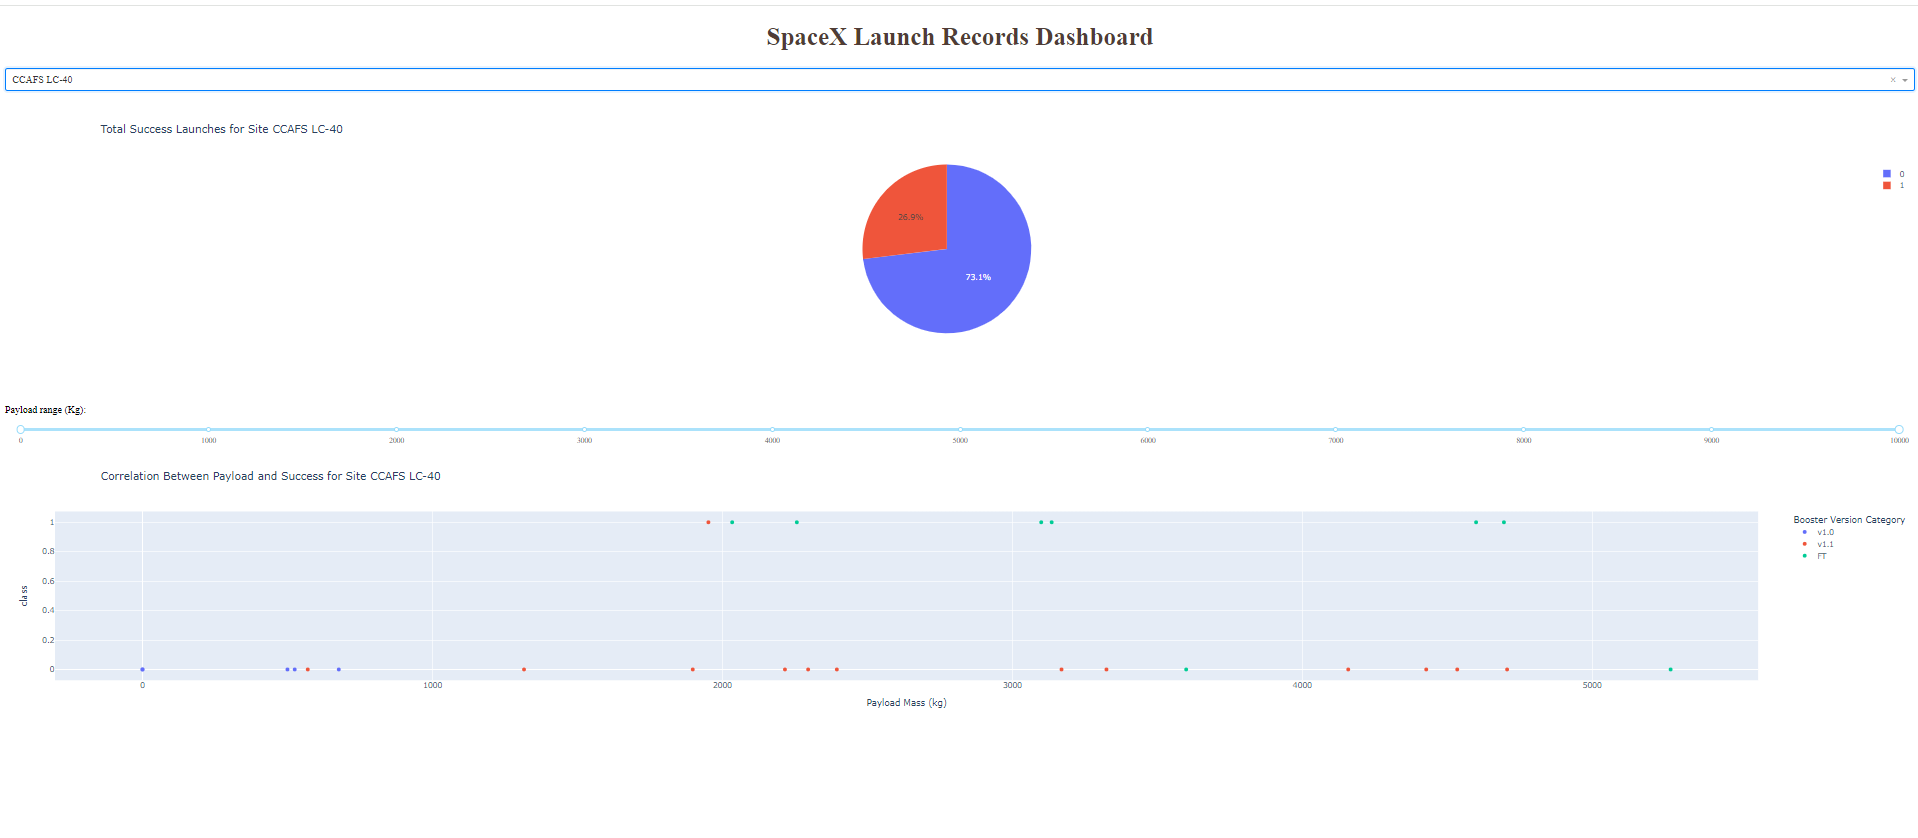 SpaceX Launch Records Dashboard
CCAFS LC-40
× 
Total Success Launches for Site CCAFS LC-40
0
1
26.9%
73.1%
Payload range (Kg):
0 1000 2000 3000 4000 5000 6000 7000 8000 9000 10000
Correlation Between Payload and Success for Site CCAFS LC-40
Booster Version Category
v1.0
v1.1
FT
class
1
0.8
0.6
0.4
0.2
0
0 1000 2000 3000 4000 5000
Payload Mass (kg)